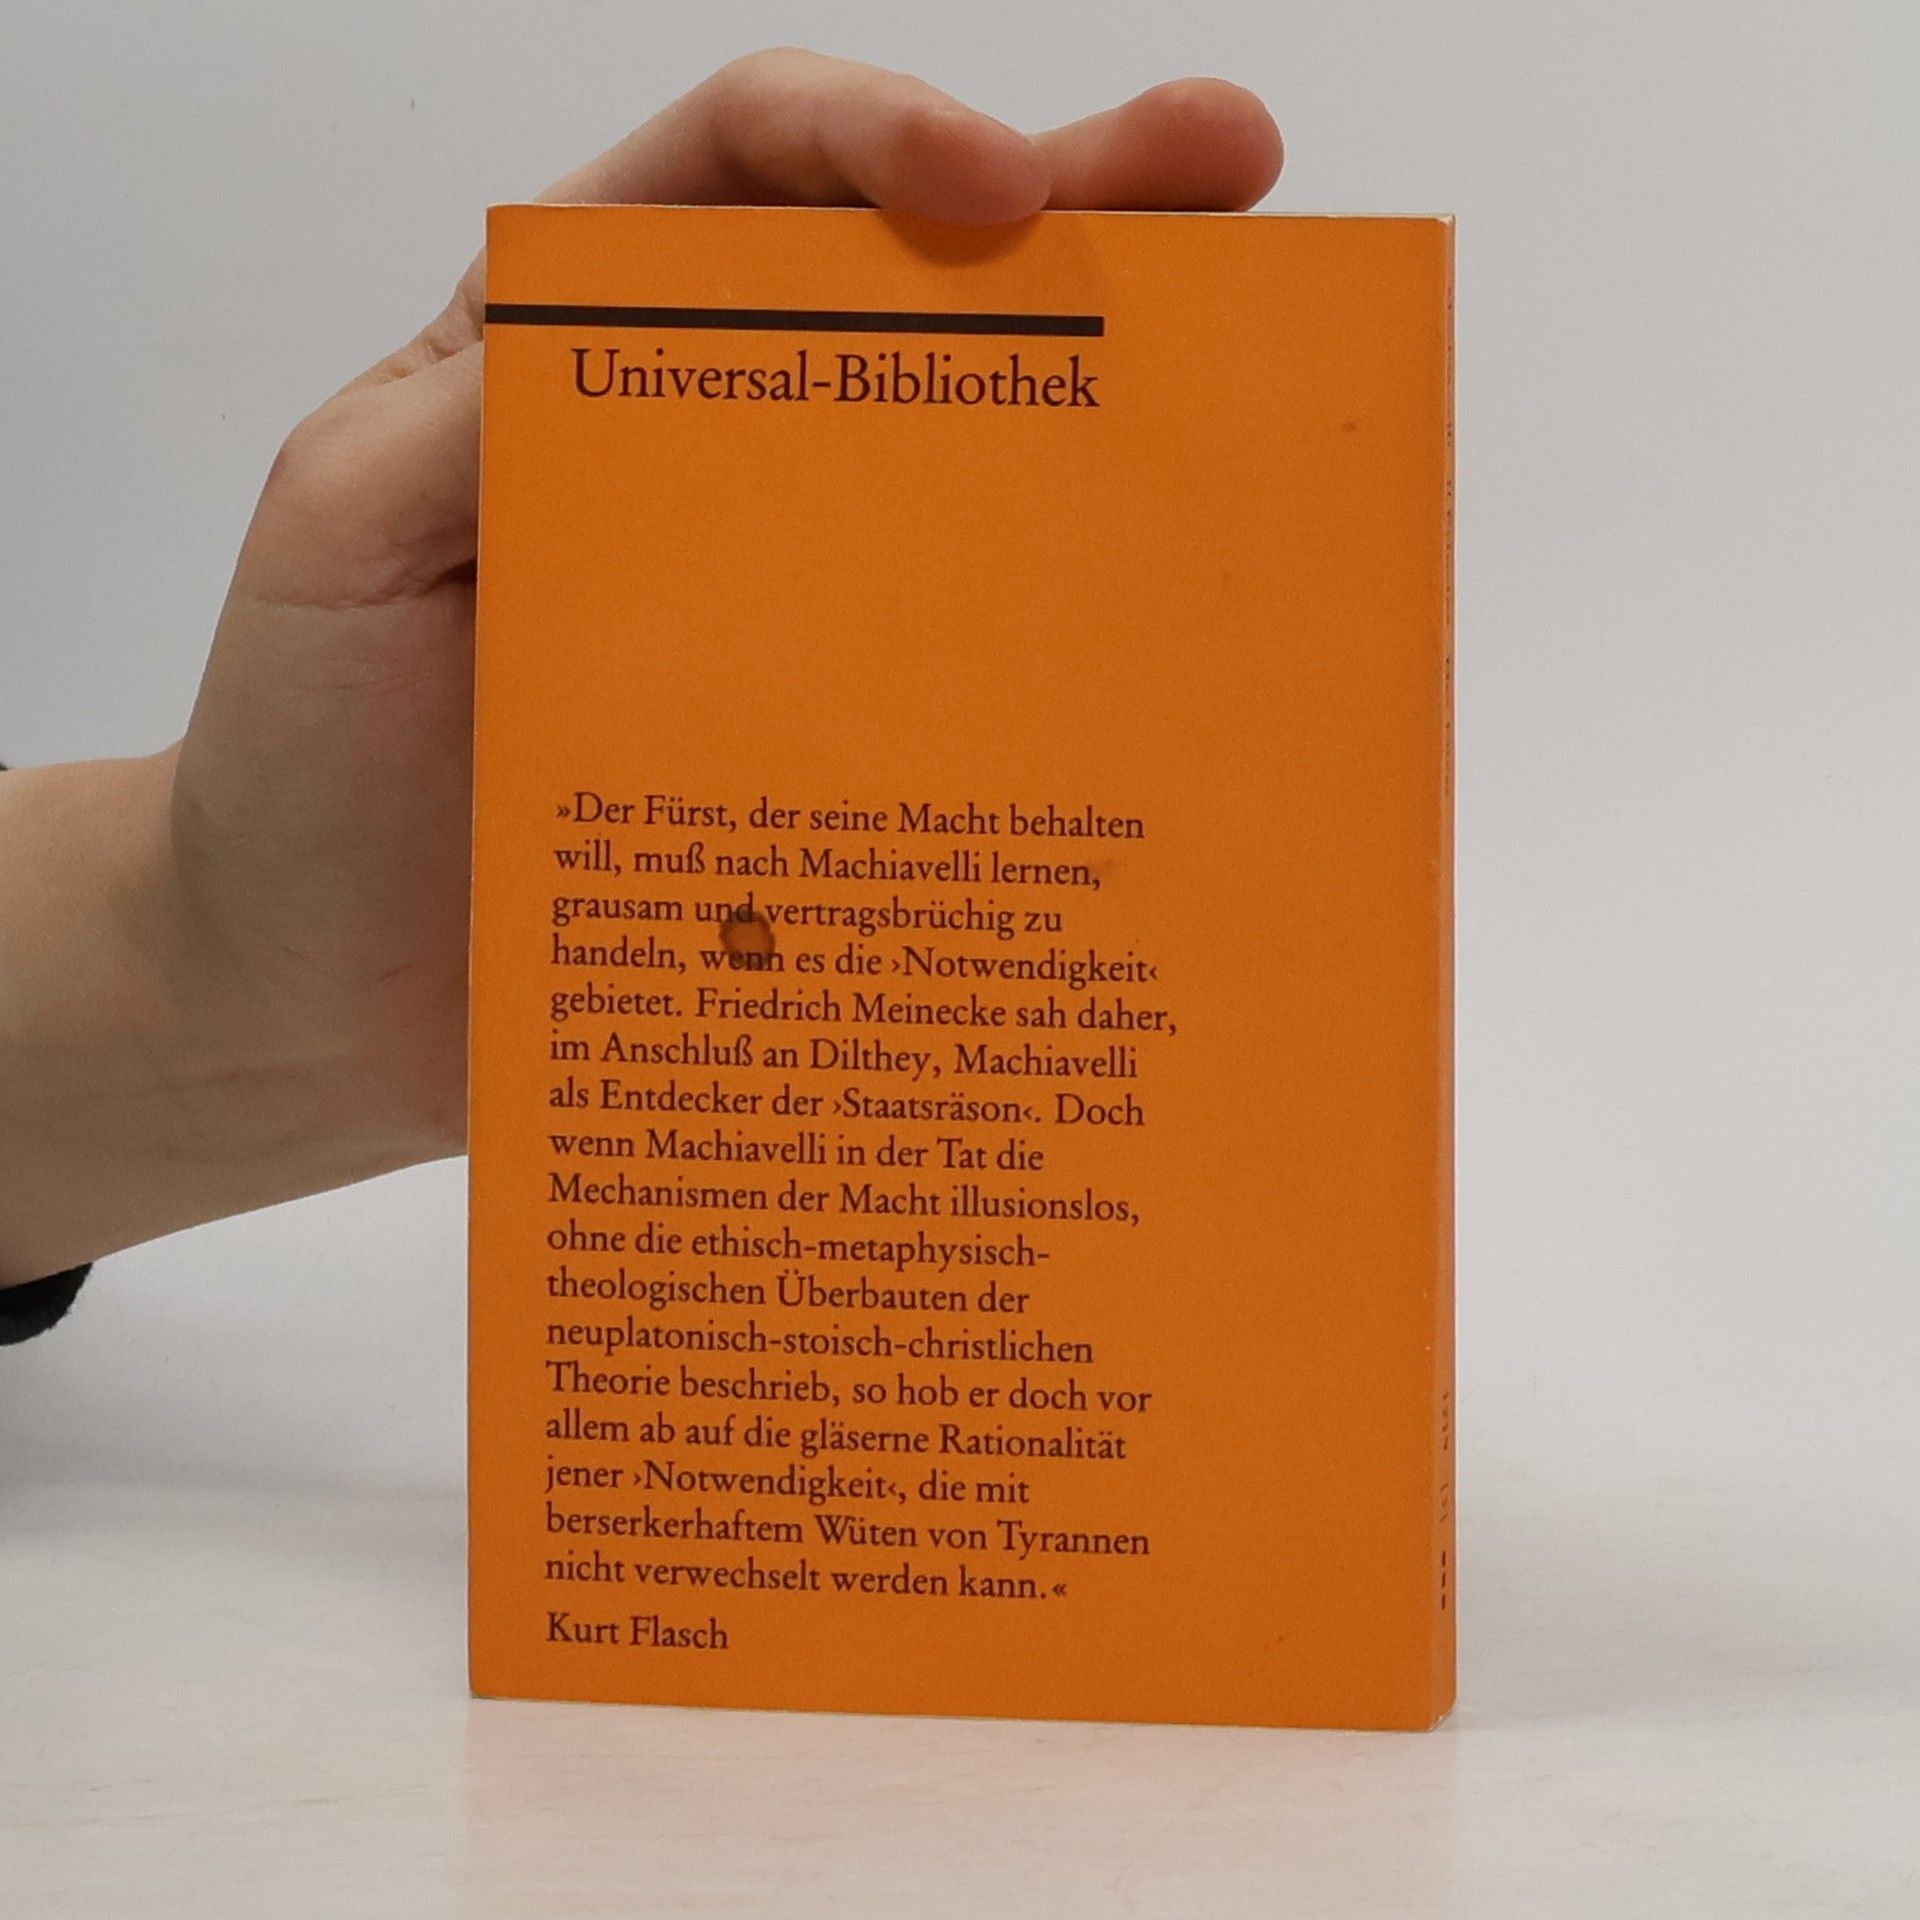 Universal-Bibliothek
»Der Fürst, der seine Macht behalten
will, muß nach Machiavelli lernen,
grausam und vertragsbrüchig zu
handeln, wenn es die ›Notwendigkeit‹
gebietet. Friedrich Meinecke sah daher,
im Anschluß an Dilthey, Machiavelli
als Entdecker der ›Staatsräson‹. Doch
wenn Machiavelli in der Tat die
Mechanismen der Macht illusionslos,
ohne die ethisch-metaphysisch-
theologischen Überbauten der
neuplatonisch-stoisch-christlichen
Theorie beschrieb, so hob er doch vor
allem ab auf die gläserne Rationalität
jener ›Notwendigkeit‹, die mit
berserkerhaftem Wüten von Tyrannen
nicht verwechselt werden kann.«
Kurt Flasch